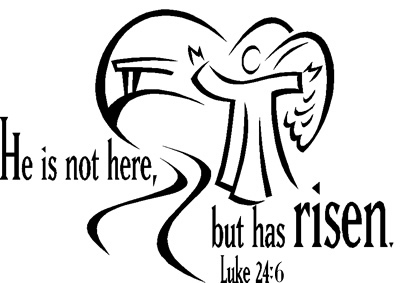 He is not here,
but has risen.
Luke 24:6